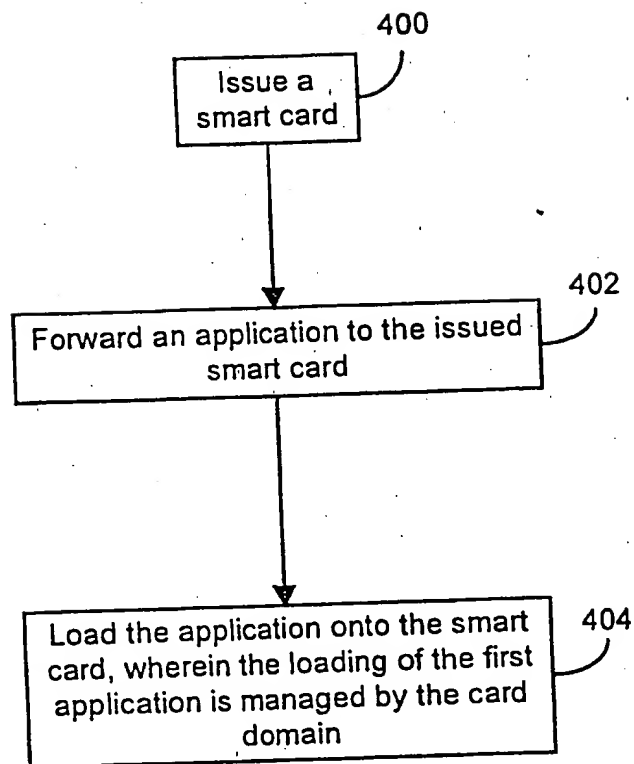 400
Issue a
smart card
402
Forward an application to the issued
smart card
404
Load the application onto the smart
card, wherein the loading of the first
application is managed by the card
domain